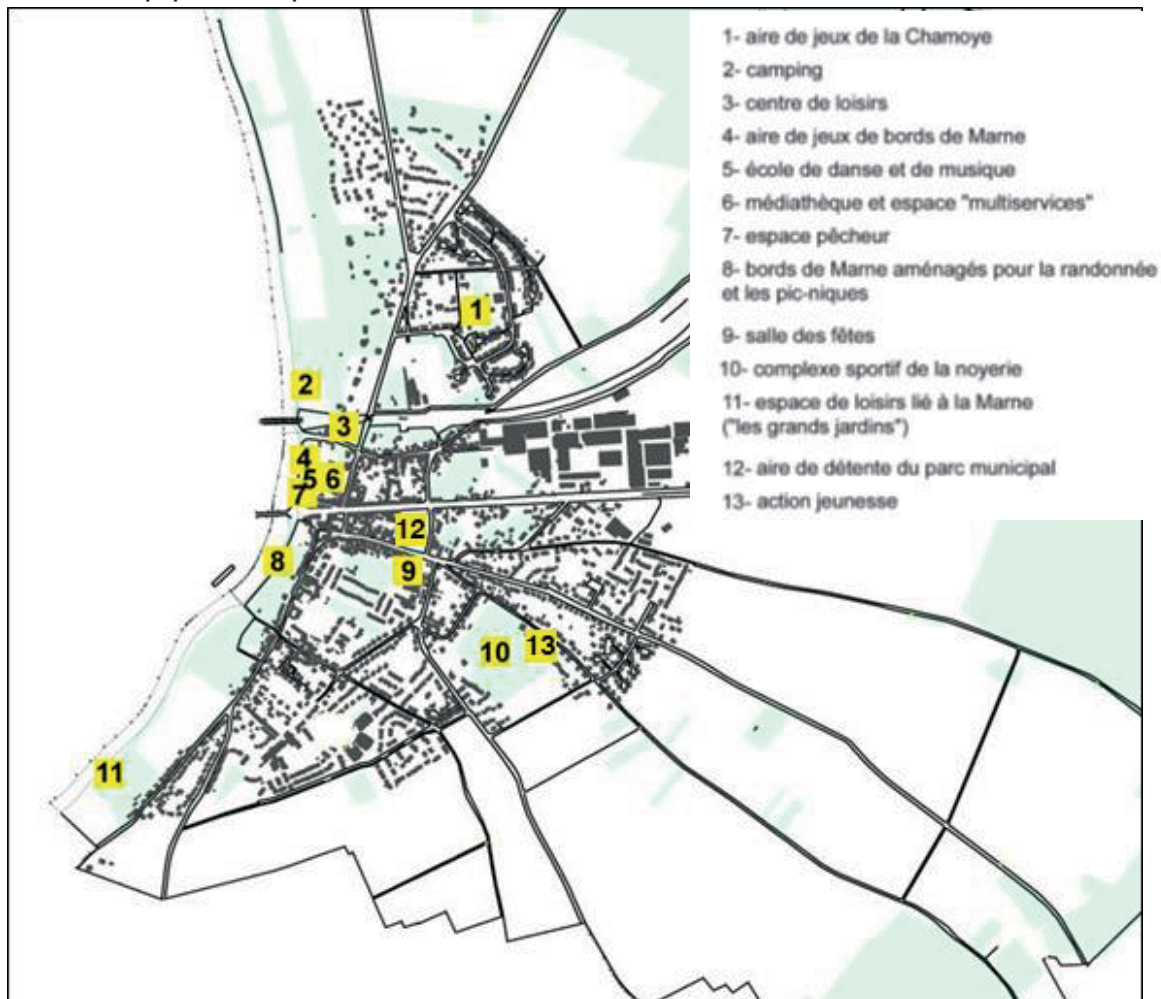 1- aire de jeux de la Chamoye
2- camping
3- centre de loisirs
4- aire de jeux de bords de Marne
5- école de danse et de musique
6- médiathèque et espace "multiservices"
7- espace pêcheur
8- bords de Marne aménagés pour la randonnée
et les pic-niques
9- salle des fêtes
10- complexe sportif de la noyerie
11- espace de loisirs lié à la Marne
("les grands jardins")
12- aire de détente du parc municipal
13- action jeunesse
1
2
3
4
5 6
7
12
8
9
10
13
11